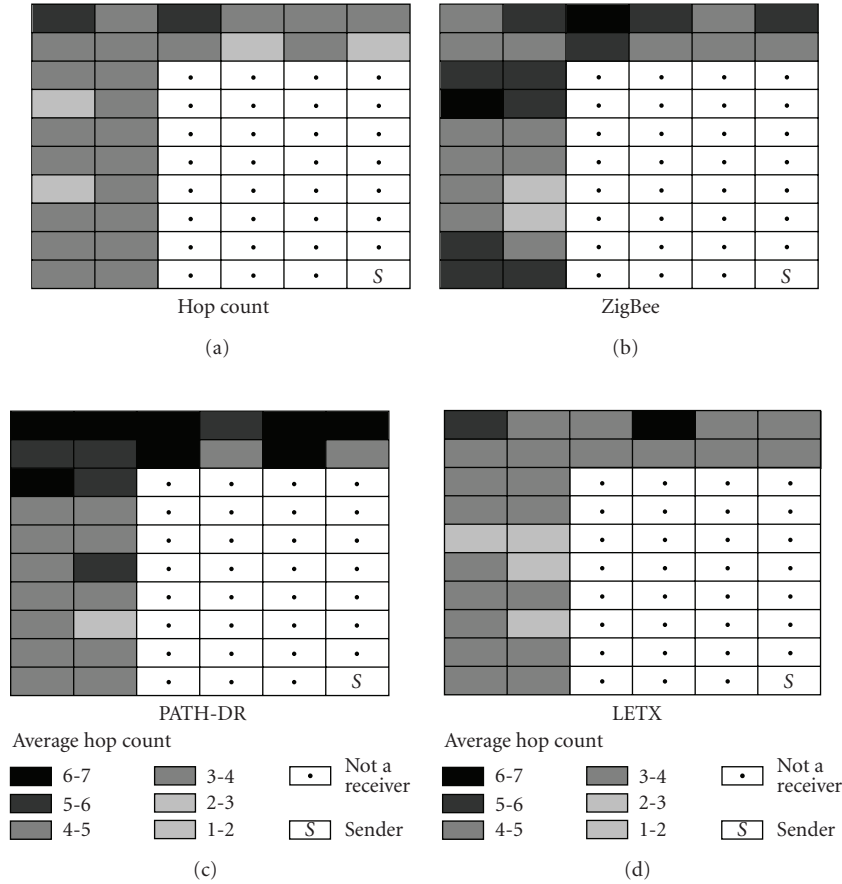 S
S
Hop count
ZigBee
(a)
(b)
S
S
PATH-DR
LETX
Average hop count
6-7
5-6
4-5
3-4
2-3
1-2
Not a
receiver
S Sender
Average hop count
6-7
5-6
4-5
3-4
2-3
1-2
Not a
receiver
S Sender
(c)
(d)